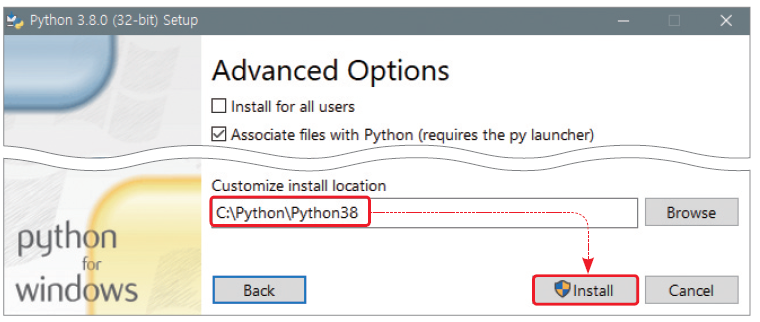 Python 3.8.0 (32-bit) Setup
Advanced Options
Install for all users
Associate files with Python (requires the py launcher)
Customize install location
C:\Python\Python38
Browse
python
for
windows
Back
Install
Cancel